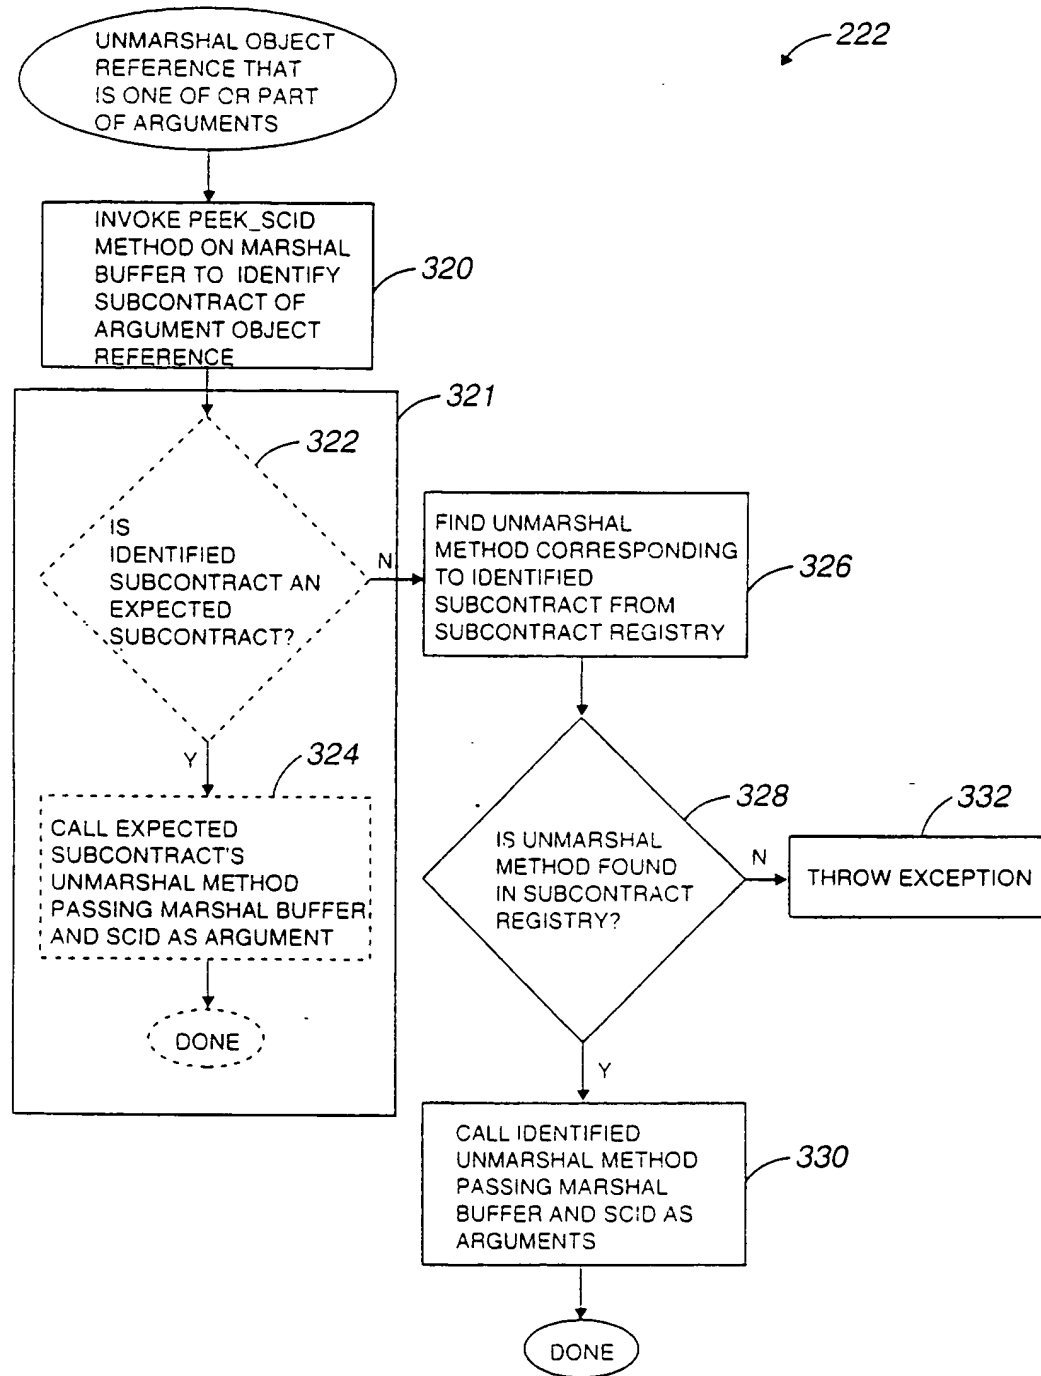 UNMARSHAL OBJECT
REFERENCE THAT
IS ONE OF CR PART
OF ARGUMENTS
222
INVOKE PEEK_SCID
METHOD ON MARSHAL
BUFFER TO IDENTIFY
SUBCONTRACT OF
ARGUMENT OBJECT
REFERENCE
320
321
322
IS
IDENTIFIED
SUBCONTRACT AN
EXPECTED
SUBCONTRACT?
N
Y
FIND UNMARSHAL
METHOD CORRESPONDING
TO IDENTIFIED
SUBCONTRACT FROM
SUBCONTRACT REGISTRY
326
324
CALL EXPECTED
SUBCONTRACT'S
UNMARSHAL METHOD
PASSING MARSHAL BUFFER
AND SCID AS ARGUMENT
DONE
328
IS UNMARSHAL
METHOD FOUND
IN SUBCONTRACT
REGISTRY?
N
Y
332
THROW EXCEPTION
CALL IDENTIFIED
UNMARSHAL METHOD
PASSING MARSHAL
BUFFER AND SCID AS
ARGUMENTS
330
DONE